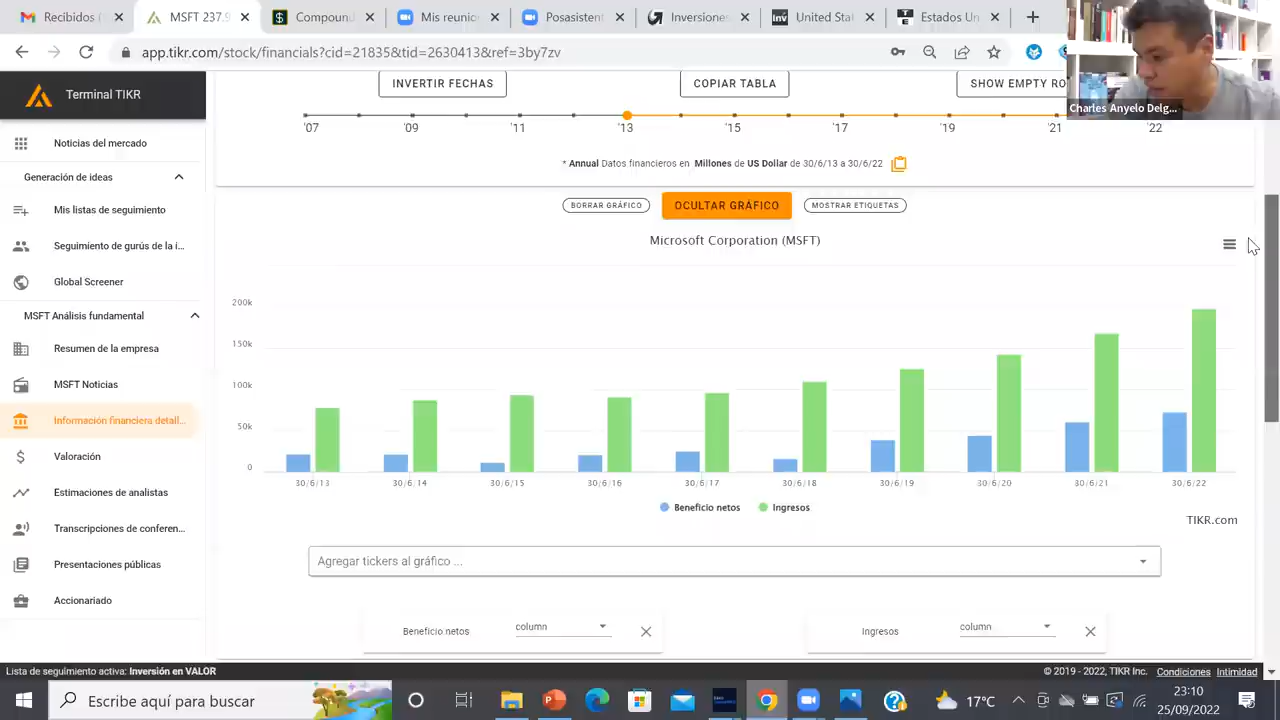 Recibidos (
MSFT 237.9
Compound
Mis reunic
Posasistent
Inversiones
United Stal
Estados Un
app.tikr.com/stock/financials?cid=21835&tid=2630413&ref=3by7zv
Charles Anyelo Delg...
Terminal TIKR
INVERTIR FECHAS
COPIAR TABLA
SHOW EMPTY RO
'07
'09
'11
'13
'15
'17
'19
'21
'22
* Annual Datos financieros en Millones de US Dollar de 30/6/13 a 30/6/22
Noticias del mercado
Generación de ideas
Mis listas de seguimiento
Seguimiento de gurús de la i...
Global Screener
MSFT Análisis fundamental
Resumen de la empresa
MSFT Noticias
Información financiera detall...
Valoración
Estimaciones de analistas
Transcripciones de conferen...
Presentaciones públicas
Accionariado
BORRAR GRÁFICO
OCULTAR GRÁFICO
MOSTRAR ETIQUETAS
Microsoft Corporation (MSFT)
200k
150k
100k
50k
0
30/6/13
30/6/14
30/6/15
30/6/16
30/6/17
30/6/18
30/6/19
30/6/20
30/6/21
30/6/22
Beneficio netos
Ingresos
TIKR.com
Agregar tickers al gráfico ...
Beneficio netos
column
Ingresos
column
Lista de seguimiento activa: Inversión en VALOR
© 2019 - 2022, TIKR Inc. Condiciones Intimidad
Escribe aquí para buscar
17°C
23:10
25/09/2022